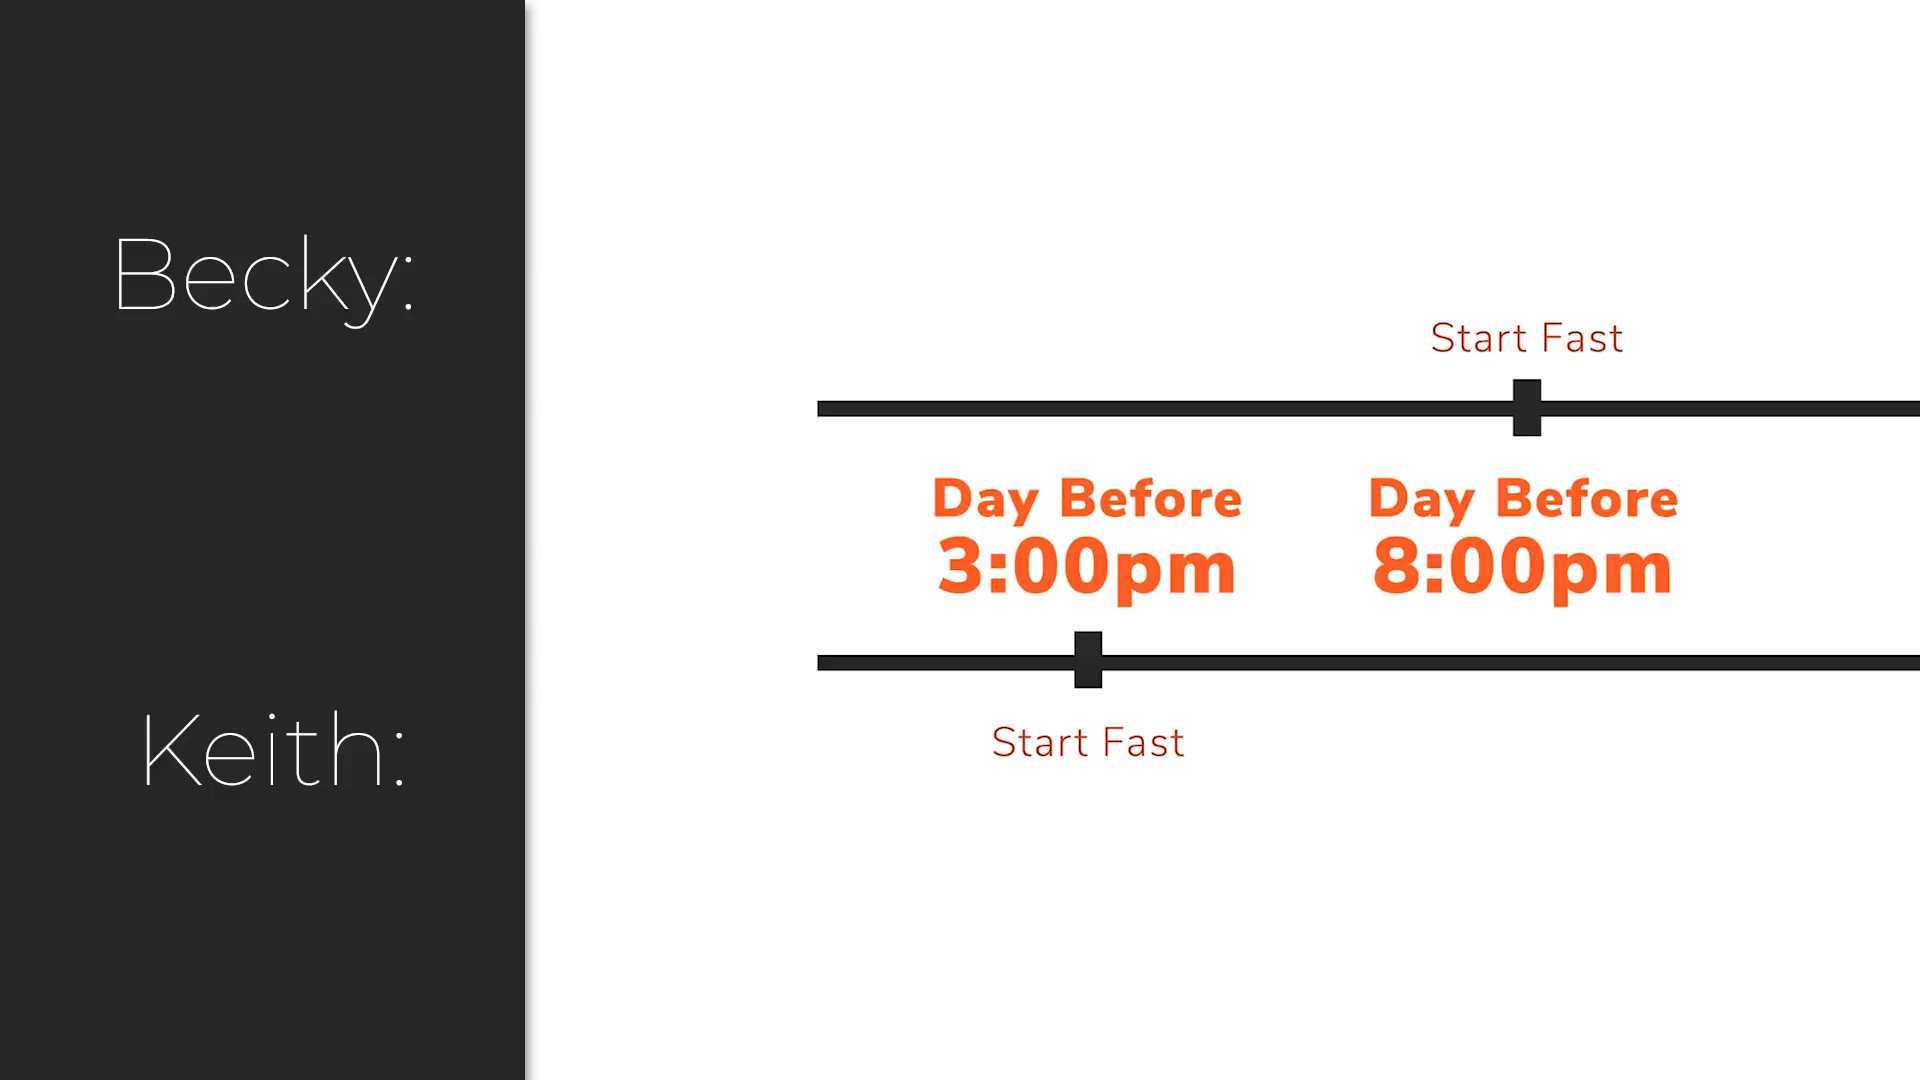 Becky:
Start Fast
Day Before
3:00pm
Day Before
8:00pm
Keith:
Start Fast